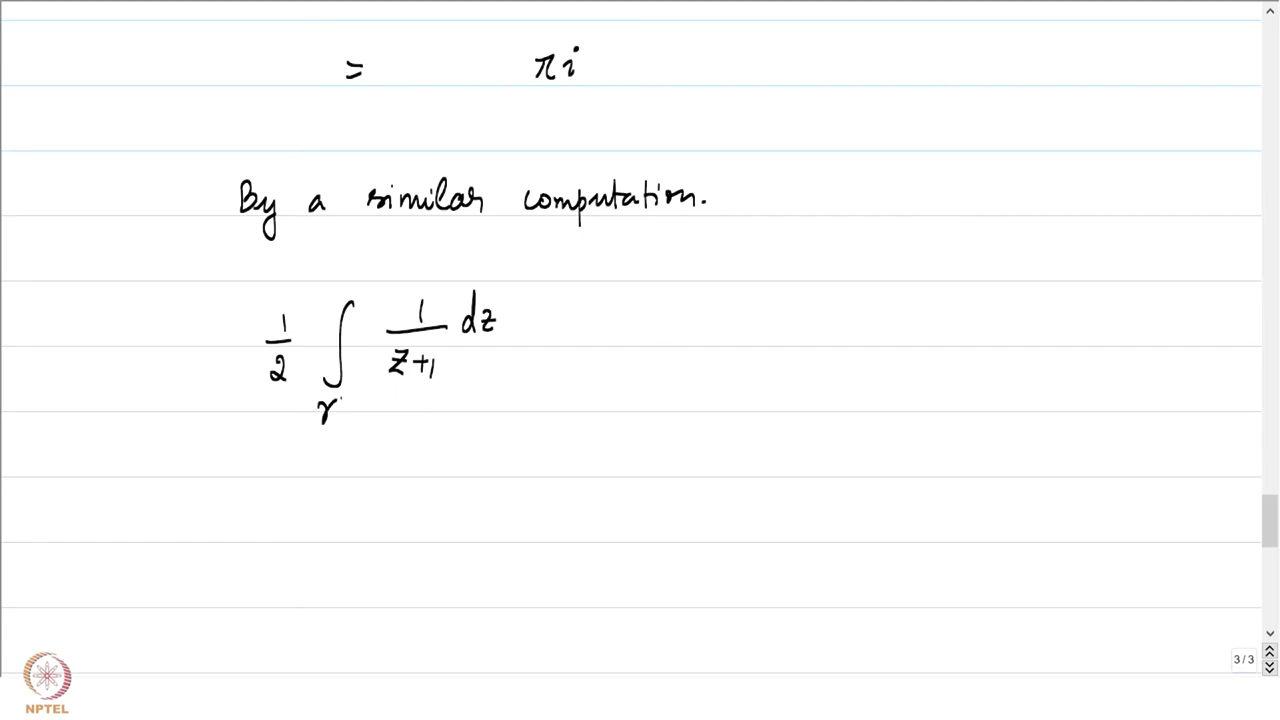 = πi
By a similar computation.
1/2 ∫_γ 1/(z+1) dz
3 / 3
NPTEL